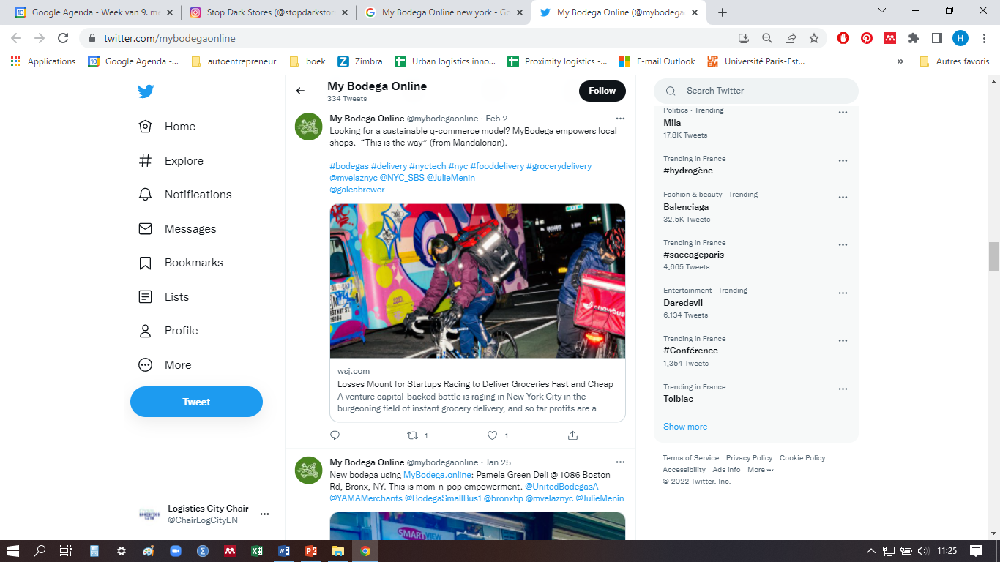 Google Agenda - Week van 9. me
Stop Dark Stores (@stopdarkstor
My Bodega Online new york - Go
My Bodega Online (@mybodega
twitter.com/mybodegaonline
H
Applications
Google Agenda -...
autoentrepreneur
boek
Zimbra
Urban logistics inno...
Proximity logistics -...
E-mail Outlook
Université Paris-Est...
»
Autres favoris
Home
Explore
Notifications
Messages
Bookmarks
Lists
Profile
More
Tweet
Logistics City Chair
@ChairLogCityEN
My Bodega Online
334 Tweets
Follow
My Bodega Online @mybodegaonline · Feb 2
Looking for a sustainable q-commerce model? MyBodega empowers local
shops. “This is the way” (from Mandalorian).
#bodegas #delivery #nyctech #nyc #fooddelivery #grocerydelivery
@mvelaznyc @NYC_SBS @JulieMenin
@galeabrewer
wsj.com
Losses Mount for Startups Racing to Deliver Groceries Fast and Cheap
A venture capital-backed battle is raging in New York City in the
burgeoning field of instant grocery delivery, and so far profits are a ...
1
1
My Bodega Online @mybodegaonline · Jan 25
New bodega using MyBodega.online: Pamela Green Deli @ 1086 Boston
Rd, Bronx, NY. This is mom-n-pop empowerment. @UnitedBodegasA
@YAMAMerchants @BodegaSmallBus1 @bronxbp @mvelaznyc @JulieMenin
SMARTVIEW
Search Twitter
Politics · Trending
Mila
17.8K Tweets
Trending in France
#hydrogène
Fashion & beauty · Trending
Balenciaga
32.5K Tweets
Trending in France
#saccageparis
4,665 Tweets
Entertainment · Trending
Daredevil
6,134 Tweets
Trending in France
#Conférence
1,354 Tweets
Trending in France
Tolbiac
Show more
Terms of Service Privacy Policy Cookie Policy
Accessibility Ads info More ···
© 2022 Twitter, Inc.
11:25